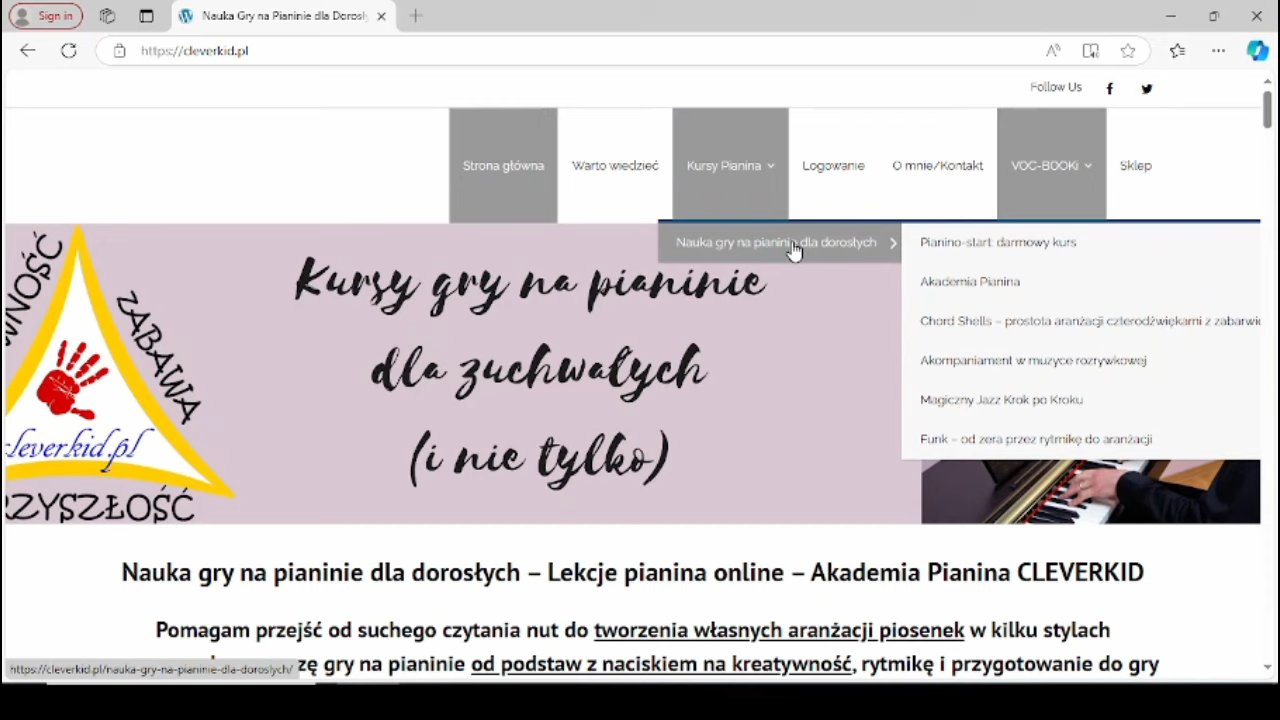 Sign in
Nauka Gry na Pianinie dla Dorosły
https://cleverkid.pl
Follow Us
Strona główna
Warto wiedzieć
Kursy Pianina
Logowanie
O mnie/Kontakt
VOC-BOOKi
Sklep
Nauka gry na pianinie dla dorosłych
Pianino-start: darmowy kurs
Akademia Pianina
Chord Shells – prostota aranżacji czterodźwiękami z zabarwie
Akompaniament w muzyce rozrywkowej
Magiczny Jazz Krok po Kroku
Funk – od zera przez rytmikę do aranżacji
WNOŚĆ
ZABAWA
cleverkid.pl
RZYSZŁOŚĆ
Kursy gry na pianinie
dla zuchwałych
(i nie tylko)
Nauka gry na pianinie dla dorosłych – Lekcje pianina online – Akademia Pianina CLEVERKID
Pomagam przejść od suchego czytania nut do tworzenia własnych aranżacji piosenek w kilku stylach
zę gry na pianinie od podstaw z naciskiem na kreatywność, rytmikę i przygotowanie do gry
https://cleverkid.pl/nauka-gry-na-pianinie-dla-doroslych/